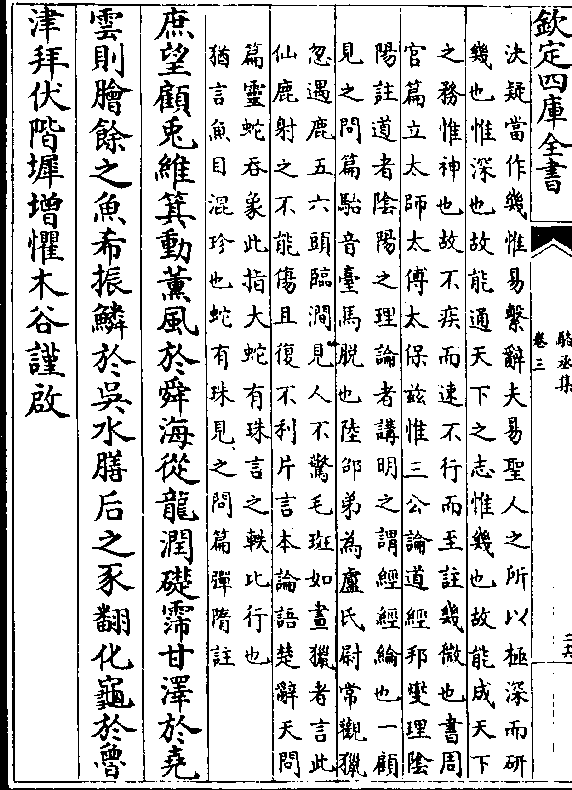 欽定四庫全書
駱丞集
卷三
決疑當作幾惟易繫辭夫易聖人之所以極深而研
幾也惟深也故能通天下之志惟幾也故能成天下
之務惟神也故不疾而速不行而至註幾微也書周
官篇立太師太傅太保兹惟三公論道經邦爕理陰
陽註道者陰陽之理論者講明之謂經經綸也一顧
見之問篇駘音臺馬脫也陸邵弟為盧氏尉常觀獵
忽遇鹿五六頭臨澗見人不驚毛斑如畫獵者言此
仙鹿射之不能傷且復不利片言本論語楚辭天問
篇靈蛇吞象此指大蛇有珠言之軼比行也
猶言魚目混珍也蛇有珠見之問篇彈隋註
庶望顧兎維箕動薰風於舜海從龍潤礎霈甘澤於堯
雲則膾餘之魚希振鱗於吳水膳后之豕翻化龜於魯
津拜伏階墀增懼木谷謹啟